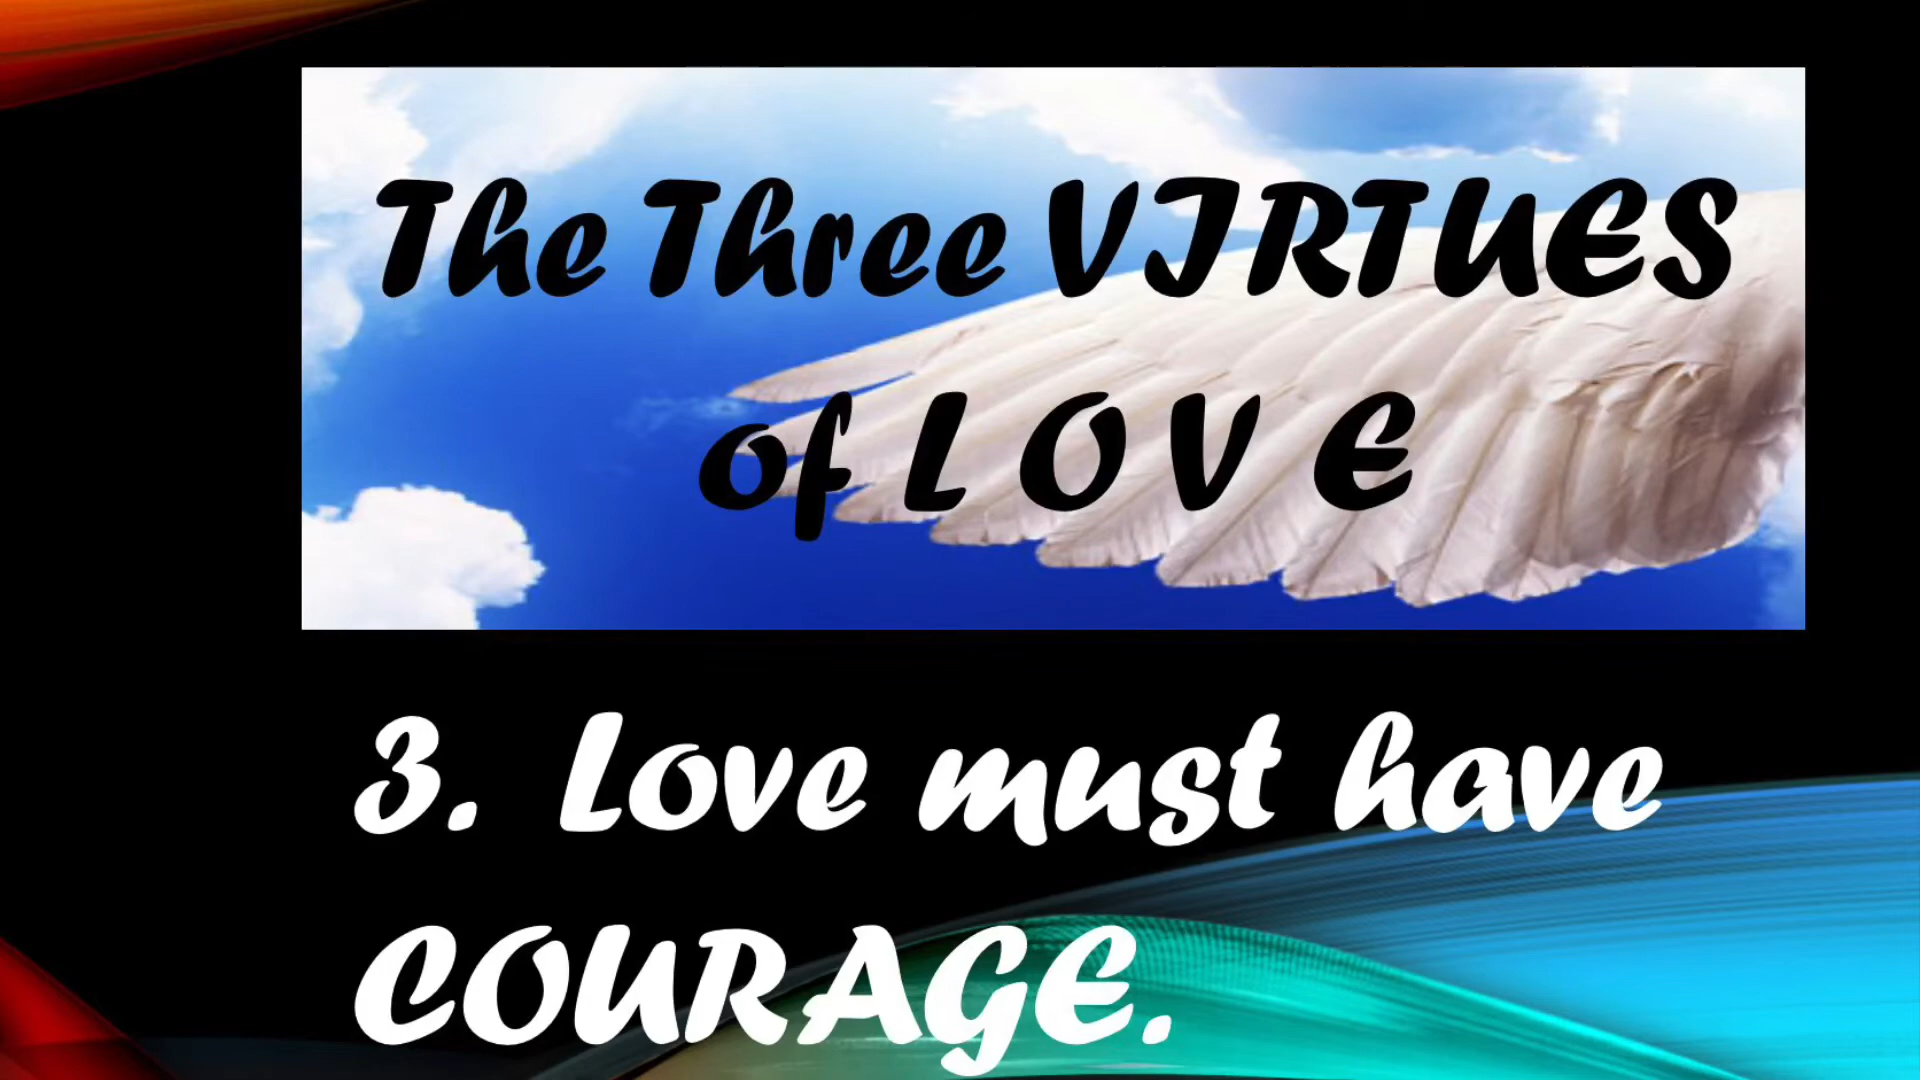 The Three VIRTUES
of L O V E
3. Love must have
COURAGE.